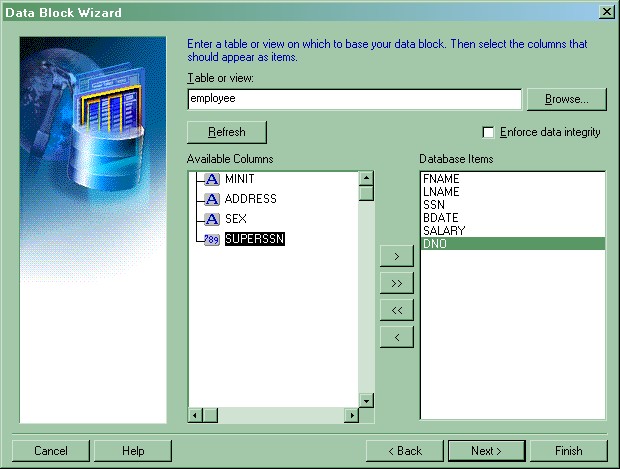 Data Block Wizard
Enter a table or view on which to base your data block. Then select the columns that
should appear as items.
Table or view:
employee
Browse...
Refresh
Enforce data integrity
Available Columns
Database Items
A MINIT
A ADDRESS
A SEX
789 SUPERSSN
FNAME
LNAME
SSN
BDATE
SALARY
DNO
>
>>
<<
<
Cancel
Help
< Back
Next >
Finish